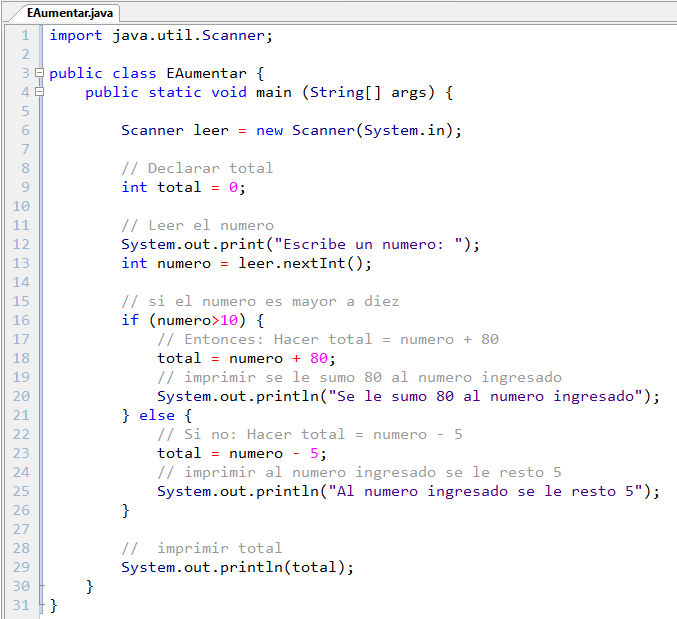 EAumentar.java
1 import java.util.Scanner;
2
3 public class EAumentar {
4     public static void main (String[] args) {
5
6         Scanner leer = new Scanner(System.in);
7
8         // Declarar total
9         int total = 0;
10
11         // Leer el numero
12         System.out.print("Escribe un numero: ");
13         int numero = leer.nextInt();
14
15         // si el numero es mayor a diez
16         if (numero>10) {
17             // Entonces: Hacer total = numero + 80
18             total = numero + 80;
19             // imprimir se le sumo 80 al numero ingresado
20             System.out.println("Se le sumo 80 al numero ingresado");
21         } else {
22             // Si no: Hacer total = numero - 5
23             total = numero - 5;
24             // imprimir al numero ingresado se le resto 5
25             System.out.println("Al numero ingresado se le resto 5");
26         }
27
28         //  imprimir total
29         System.out.println(total);
30     }
31 }